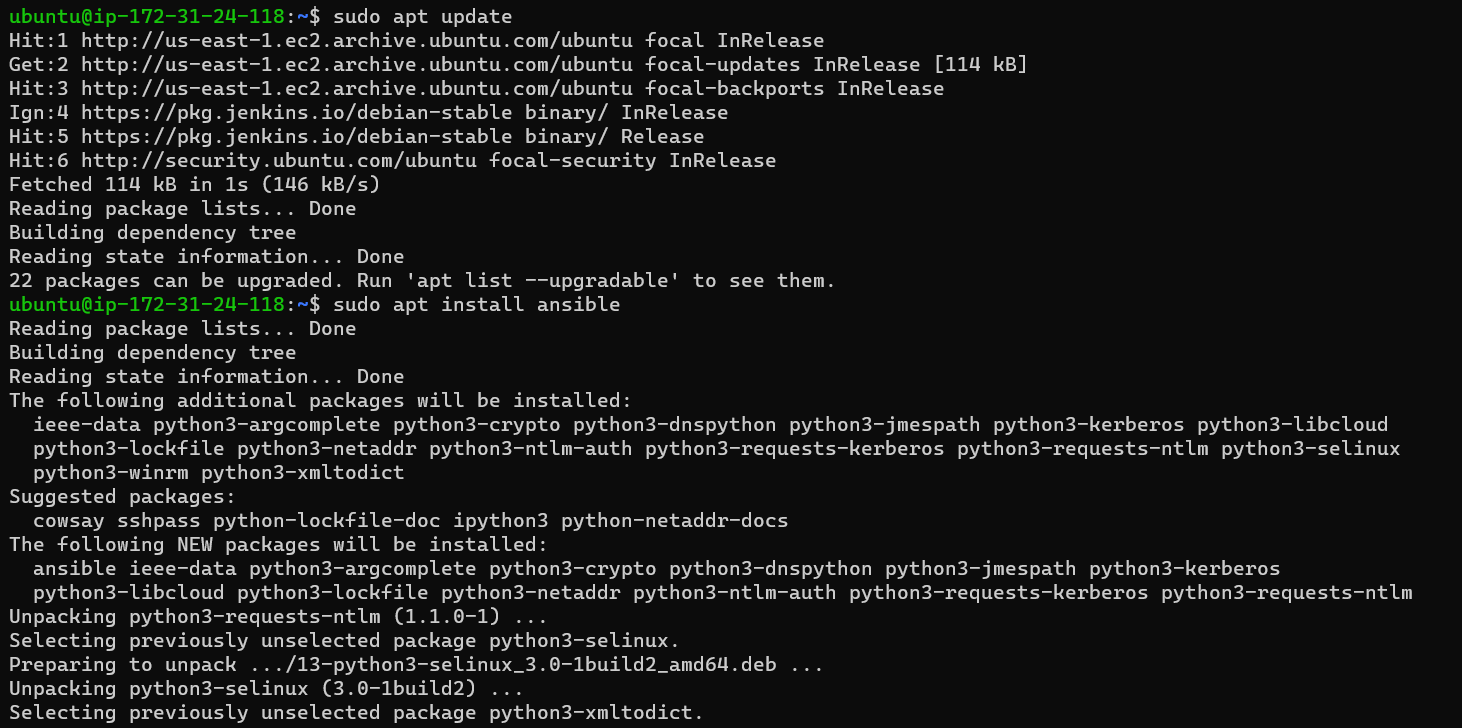 ubuntu@ip-172-31-24-118:~$ sudo apt update
Hit:1 http://us-east-1.ec2.archive.ubuntu.com/ubuntu focal InRelease
Get:2 http://us-east-1.ec2.archive.ubuntu.com/ubuntu focal-updates InRelease [114 kB]
Hit:3 http://us-east-1.ec2.archive.ubuntu.com/ubuntu focal-backports InRelease
Ign:4 https://pkg.jenkins.io/debian-stable binary/ InRelease
Hit:5 https://pkg.jenkins.io/debian-stable binary/ Release
Hit:6 http://security.ubuntu.com/ubuntu focal-security InRelease
Fetched 114 kB in 1s (146 kB/s)
Reading package lists... Done
Building dependency tree
Reading state information... Done
22 packages can be upgraded. Run 'apt list --upgradable' to see them.
ubuntu@ip-172-31-24-118:~$ sudo apt install ansible
Reading package lists... Done
Building dependency tree
Reading state information... Done
The following additional packages will be installed:
  ieee-data python3-argcomplete python3-crypto python3-dnspython python3-jmespath python3-kerberos python3-libcloud
  python3-lockfile python3-netaddr python3-ntlm-auth python3-requests-kerberos python3-requests-ntlm python3-selinux
  python3-winrm python3-xmltodict
Suggested packages:
  cowsay sshpass python-lockfile-doc ipython3 python-netaddr-docs
The following NEW packages will be installed:
  ansible ieee-data python3-argcomplete python3-crypto python3-dnspython python3-jmespath python3-kerberos
  python3-libcloud python3-lockfile python3-netaddr python3-ntlm-auth python3-requests-kerberos python3-requests-ntlm
Unpacking python3-requests-ntlm (1.1.0-1) ...
Selecting previously unselected package python3-selinux.
Preparing to unpack .../13-python3-selinux_3.0-1build2_amd64.deb ...
Unpacking python3-selinux (3.0-1build2) ...
Selecting previously unselected package python3-xmltodict.